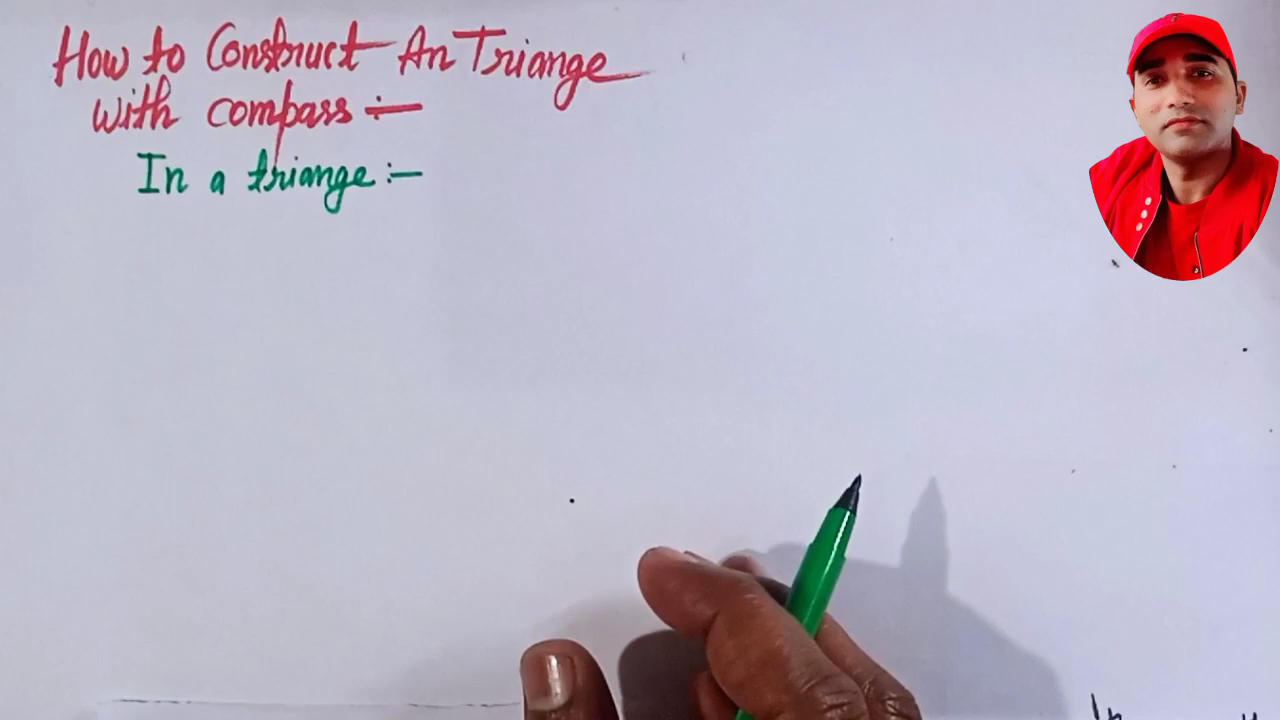 How to Construct An Triange
with compass :-
In a triange :-